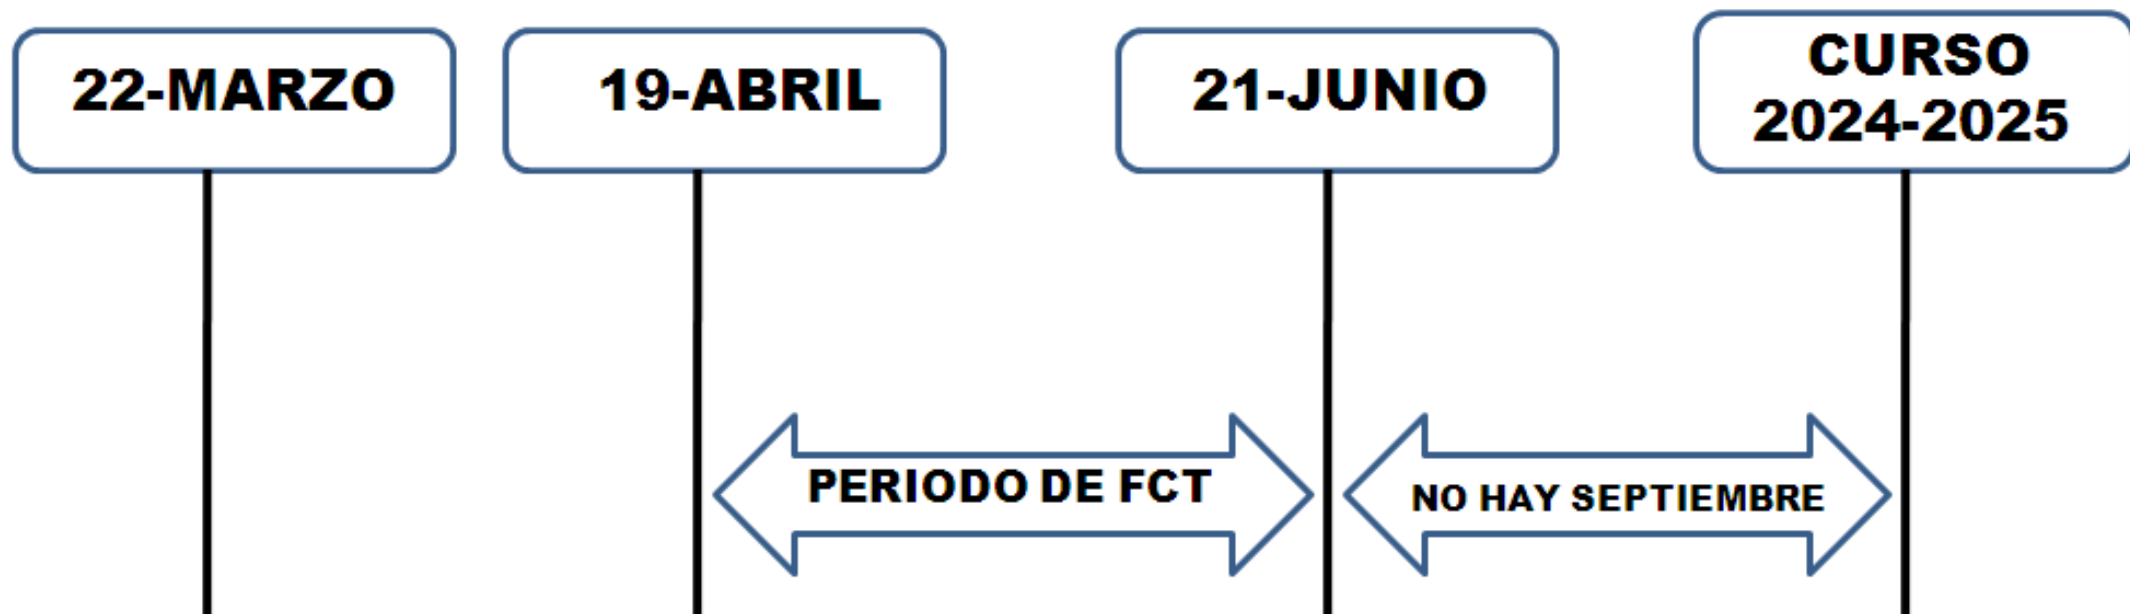 22-MARZO
19-ABRIL
21-JUNIO
CURSO
2024-2025
PERIODO DE FCT
NO HAY SEPTIEMBRE